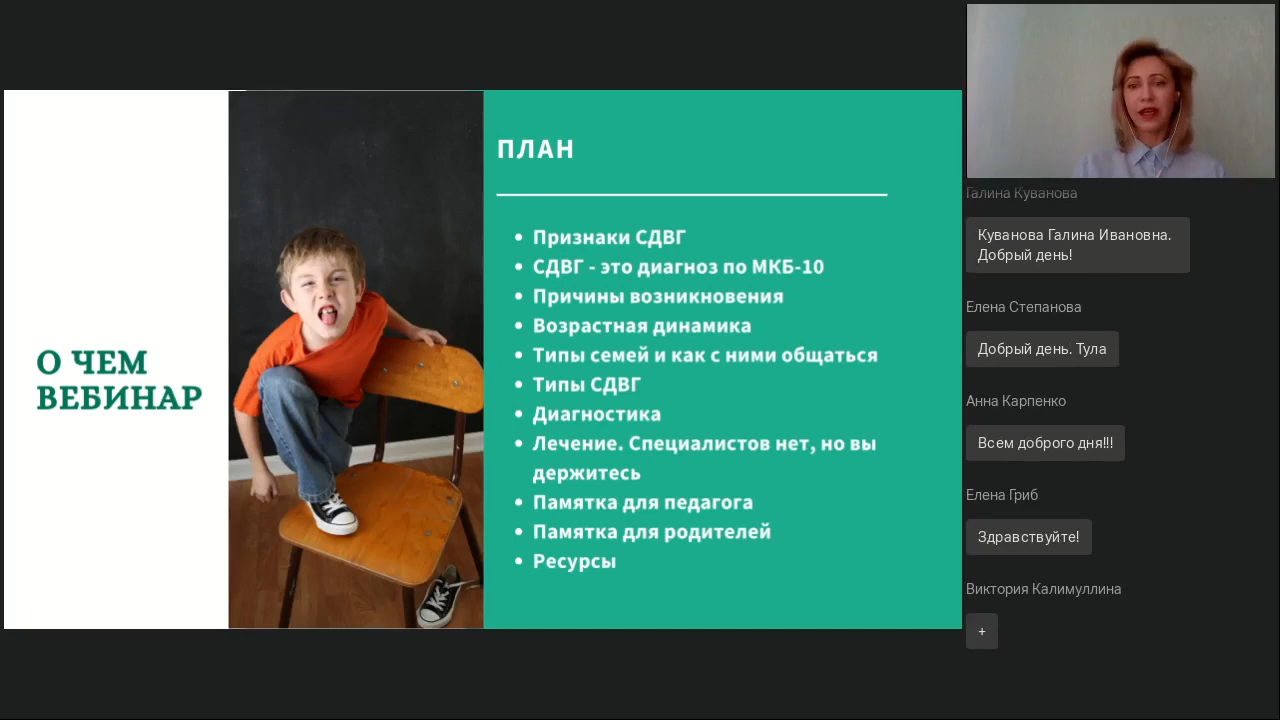 О ЧЕМ
ВЕБИНАР
ПЛАН
• Признаки СДВГ
• СДВГ - это диагноз по МКБ-10
• Причины возникновения
• Возрастная динамика
• Типы семей и как с ними общаться
• Типы СДВГ
• Диагностика
• Лечение. Специалистов нет, но вы
держитесь
• Памятка для педагога
• Памятка для родителей
• Ресурсы
Галина Куванова
Куванова Галина Ивановна.
Добрый день!
Елена Степанова
Добрый день. Тула
Анна Карпенко
Всем доброго дня!!!
Елена Гриб
Здравствуйте!
Виктория Калимуллина
+